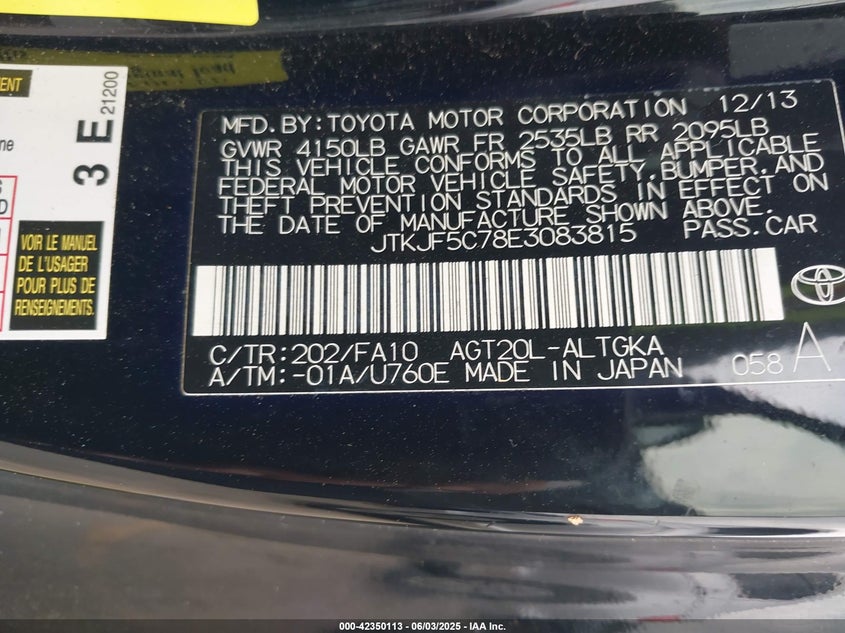 MENT
ne
3 E
21200
S
D
VOIR LE MANUEL
DE L'USAGER
POUR PLUS DE
RENSEIGNEMENTS.
MFD.BY:TOYOTA MOTOR CORPORATION 12/13
GVWR 4150LB GAWR FR 2535LB RR 2095LB
THIS VEHICLE CONFORMS TO ALL APPLICABLE
FEDERAL MOTOR VEHICLE SAFETY,BUMPER,AND
THEFT PREVENTION STANDARDS IN EFFECT ON
THE DATE OF MANUFACTURE SHOWN ABOVE.
JTKJF5C78E3083815 PASS.CAR
C/TR:202/FA10 AGT20L-ALTGKA
A/TM:-01A/U760E MADE IN JAPAN 058 A
000-42350113 - 06/03/2025 - IAA Inc.